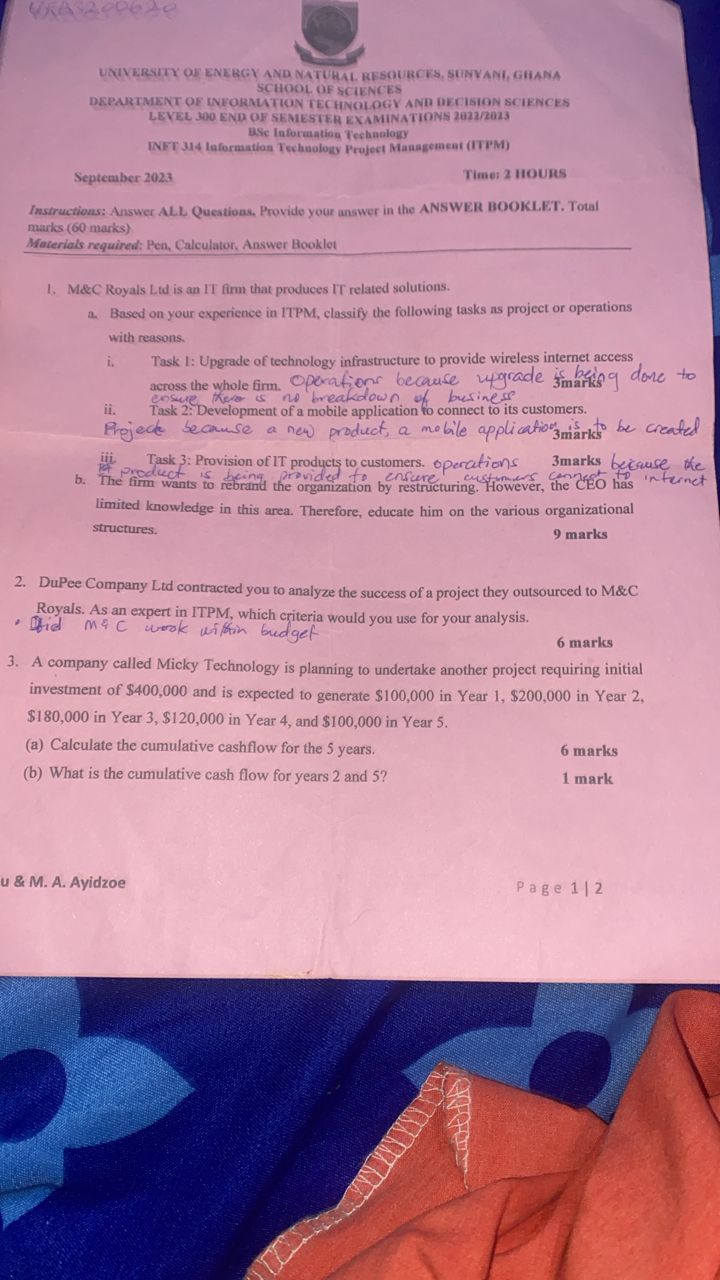 UNIVERSITY OF ENERGY AND NATURAL RESOURCES, SUNYANI, GHANA
SCHOOL OF SCIENCES
DEPARTMENT OF INFORMATION TECHNOLOGY AND DECISION SCIENCES
LEVEL 300 END OF SEMESTER EXAMINATIONS 2022/2023
BSc Information Technology
INFT 314 Information Technology Project Management (ITPM)
September 2023 Time: 2 HOURS
Instructions: Answer ALL Questions. Provide your answer in the ANSWER BOOKLET. Total
marks (60 marks)
Materials required: Pen, Calculator, Answer Booklet
1. M&C Royals Ltd is an IT firm that produces IT related solutions.
a. Based on your experience in ITPM, classify the following tasks as project or operations
with reasons.
i. Task 1: Upgrade of technology infrastructure to provide wireless internet access
across the whole firm. 3marks
Operations because upgrade is being done to
ensure there is no breakdown of business
ii. Task 2: Development of a mobile application to connect to its customers.
3marks
Project because a new product, a mobile application is to be created
iii. Task 3: Provision of IT products to customers. 3marks
operations because the
product is being provided to ensure customers connect to internet
b. The firm wants to rebrand the organization by restructuring. However, the CEO has
limited knowledge in this area. Therefore, educate him on the various organizational
structures. 9 marks
2. DuPee Company Ltd contracted you to analyze the success of a project they outsourced to M&C
Royals. As an expert in ITPM, which criteria would you use for your analysis.
• Did M&C work within budget
6 marks
3. A company called Micky Technology is planning to undertake another project requiring initial
investment of $400,000 and is expected to generate $100,000 in Year 1, $200,000 in Year 2,
$180,000 in Year 3, $120,000 in Year 4, and $100,000 in Year 5.
(a) Calculate the cumulative cashflow for the 5 years. 6 marks
(b) What is the cumulative cash flow for years 2 and 5? 1 mark
u & M. A. Ayidzoe Page 1 | 2